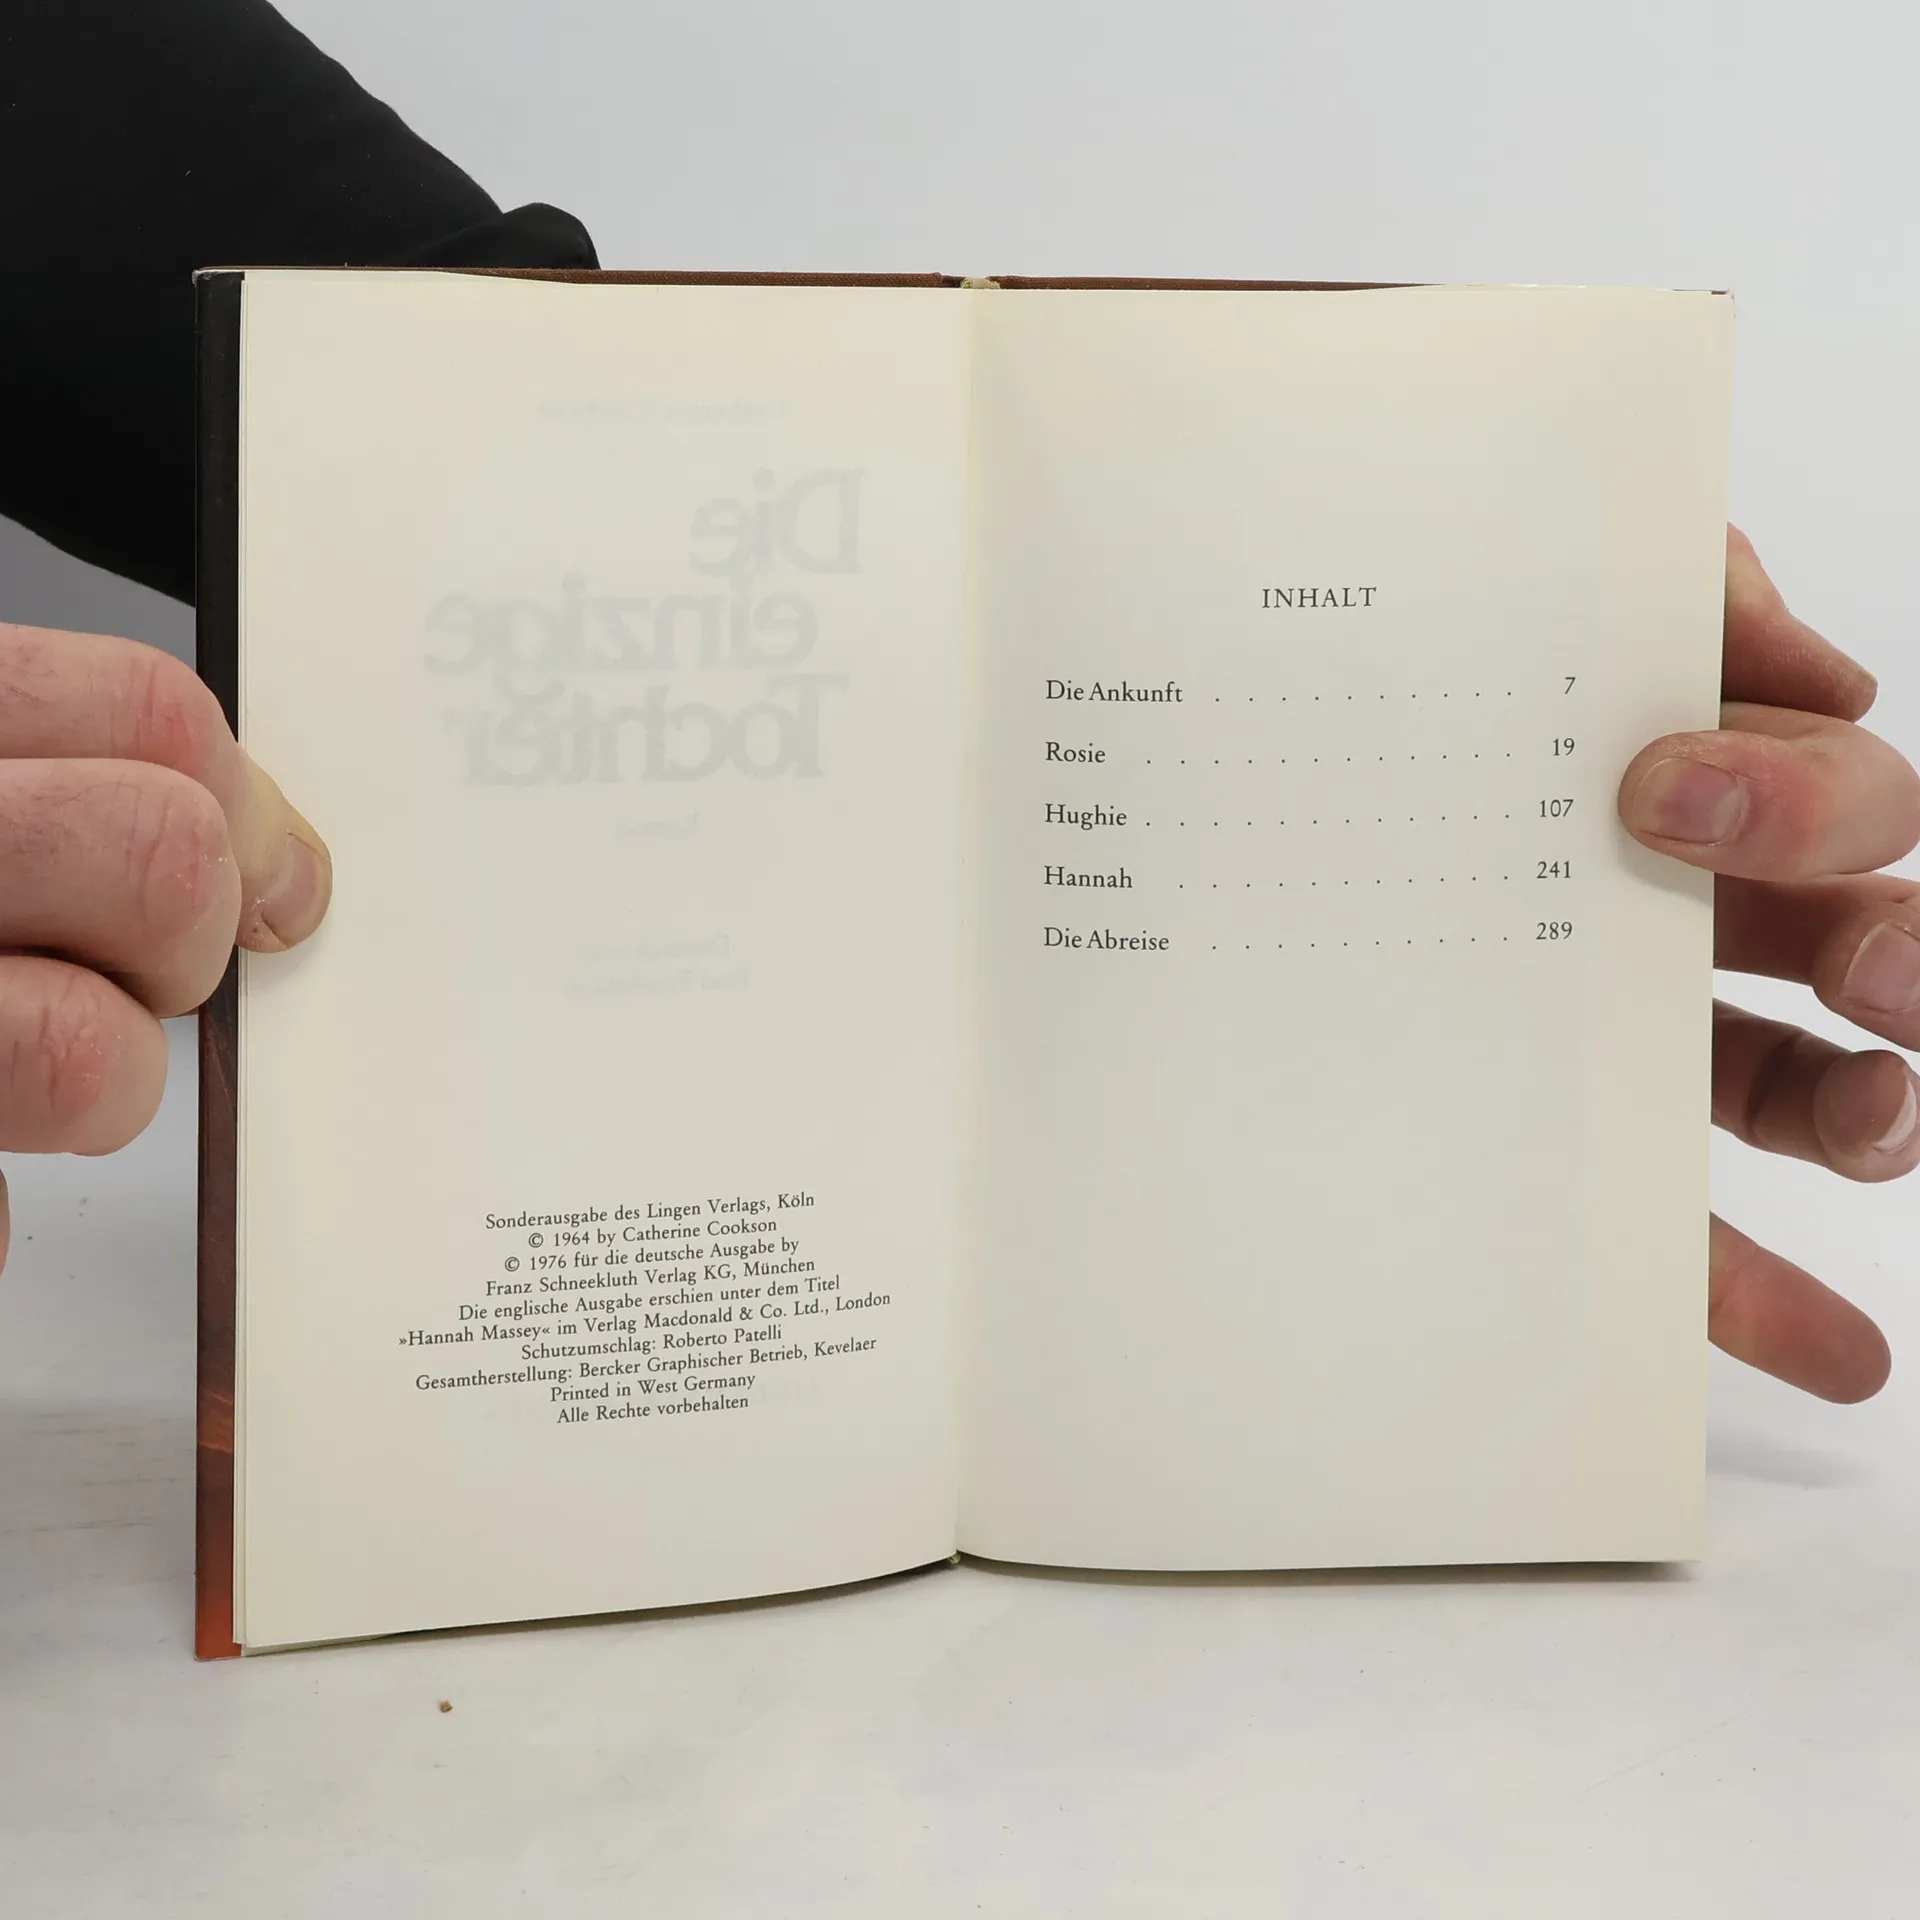 Die
einzige
Tochter
Sonderausgabe des Lingen Verlags, Köln
© 1964 by Catherine Cookson
© 1976 für die deutsche Ausgabe by
Franz Schneekluth Verlag KG, München
Die englische Ausgabe erschien unter dem Titel
»Hannah Massey« im Verlag Macdonald & Co. Ltd., London
Schutzumschlag: Roberto Patelli
Gesamtherstellung: Bercker Graphischer Betrieb, Kevelaer
Printed in West Germany
Alle Rechte vorbehalten
INHALT
Die Ankunft . . . . . . . . . . 7
Rosie . . . . . . . . . . . . 19
Hughie . . . . . . . . . . . . 107
Hannah . . . . . . . . . . . 241
Die Abreise . . . . . . . . . . 289